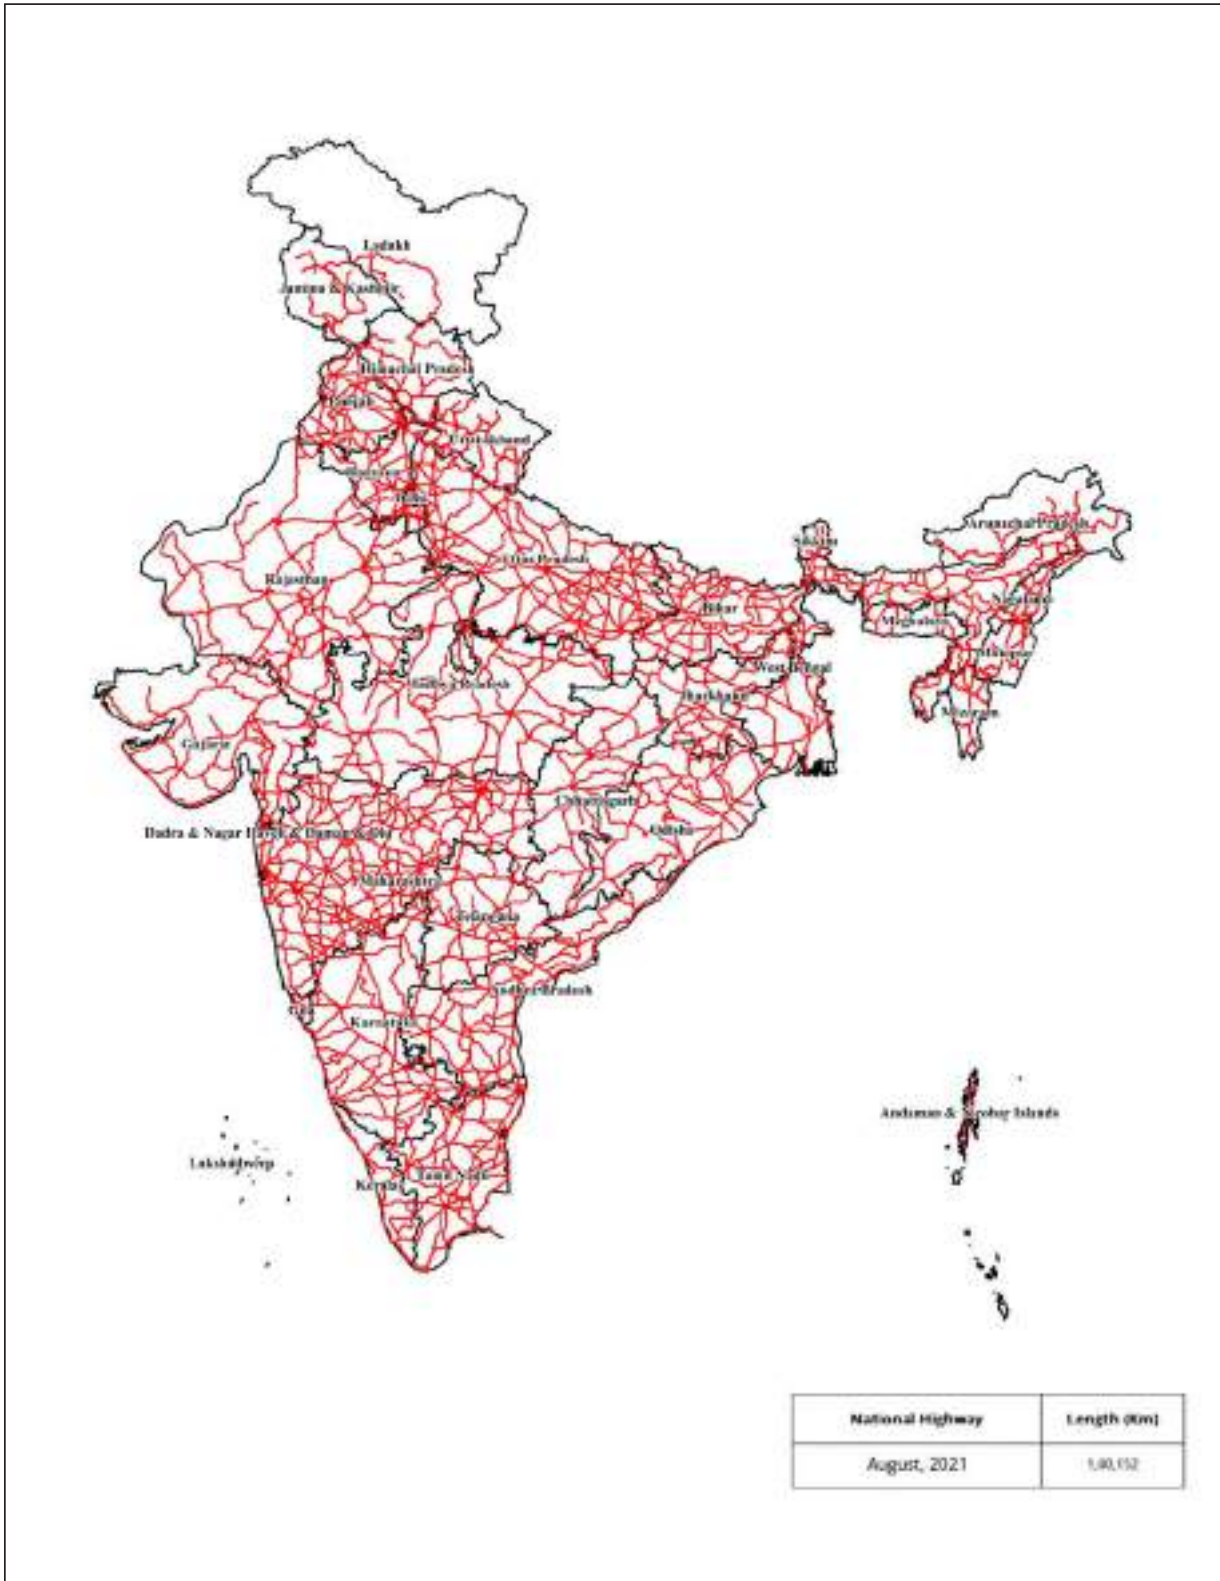 Ladakh
Jammu & Kashmir
Himachal Pradesh
Punjab
Uttarakhand
Haryana
Delhi
Arunachal Pradesh
Sikkim
Uttar Pradesh
Rajasthan
Nagaland
Bihar
Meghalaya
Manipur
West Bengal
Madhya Pradesh
Jharkhand
Mizoram
Gujarat
Chhattisgarh
Odisha
Dadra & Nagar Haveli & Daman & Diu
Maharashtra
Telangana
Andhra Pradesh
Goa
Karnataka
Andaman & Nicobar Islands
Lakshadweep
Tamil Nadu
Kerala
National Highway Length (Km)
August, 2021